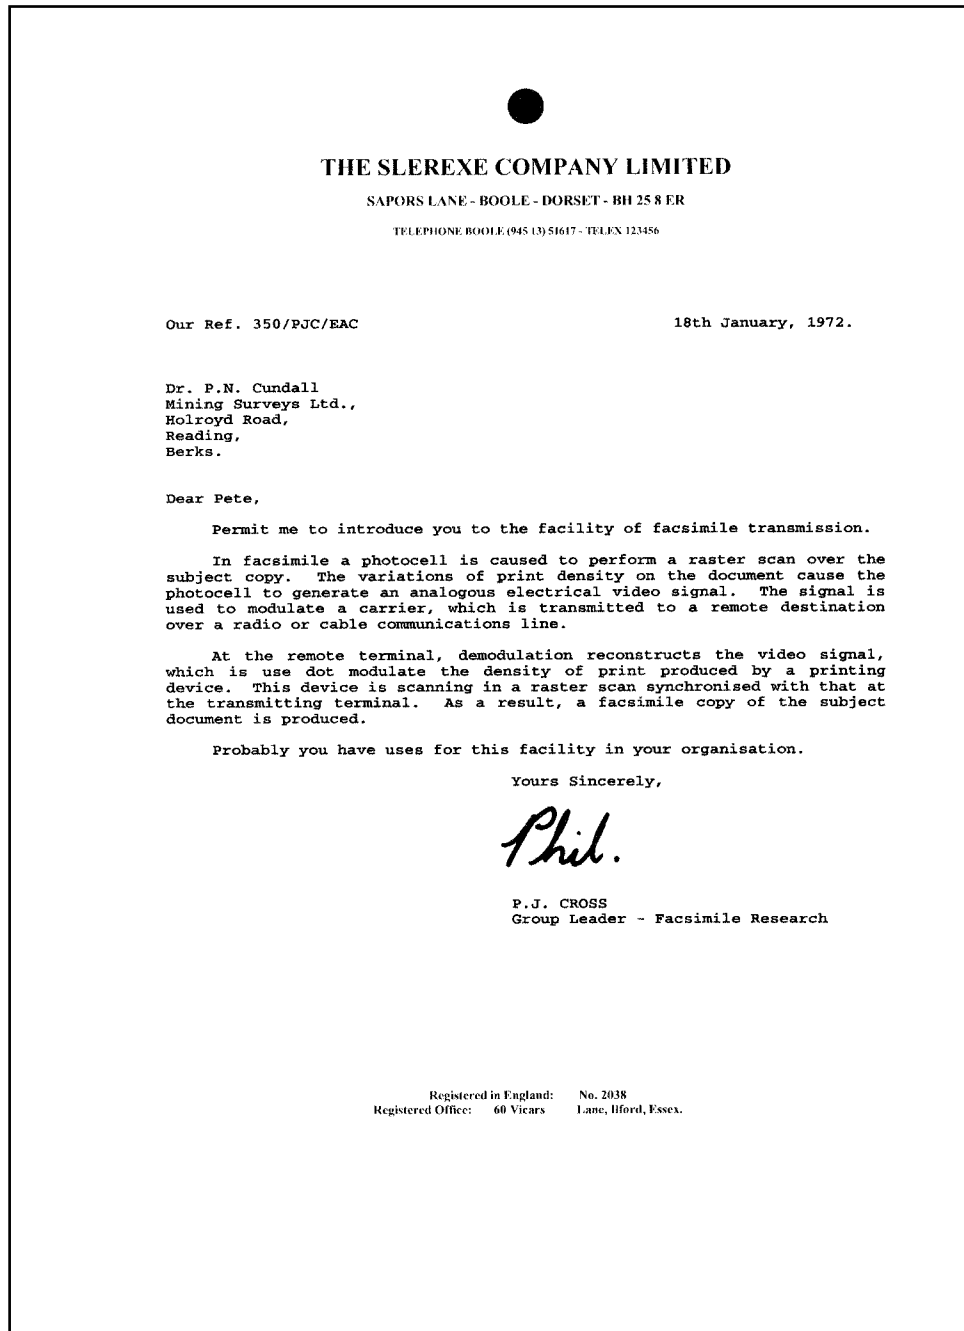 THE SLEREXE COMPANY LIMITED
SAPORS LANE - BOOLE - DORSET - BH 25 8 ER
TELEPHONE BOOLE (945 13) 51617 - TELEX 123456
Our Ref. 350/PJC/EAC 18th January, 1972.
Dr. P.N. Cundall
Mining Surveys Ltd.,
Holroyd Road,
Reading,
Berks.
Dear Pete,
Permit me to introduce you to the facility of facsimile transmission.
In facsimile a photocell is caused to perform a raster scan over the
subject copy. The variations of print density on the document cause the
photocell to generate an analogous electrical video signal. The signal is
used to modulate a carrier, which is transmitted to a remote destination
over a radio or cable communications line.
At the remote terminal, demodulation reconstructs the video signal,
which is use dot modulate the density of print produced by a printing
device. This device is scanning in a raster scan synchronised with that at
the transmitting terminal. As a result, a facsimile copy of the subject
document is produced.
Probably you have uses for this facility in your organisation.
Yours Sincerely,
Phil.
P.J. CROSS
Group Leader - Facsimile Research
Registered in England: No. 2038
Registered Office: 60 Vicars Lane, Ilford, Essex.